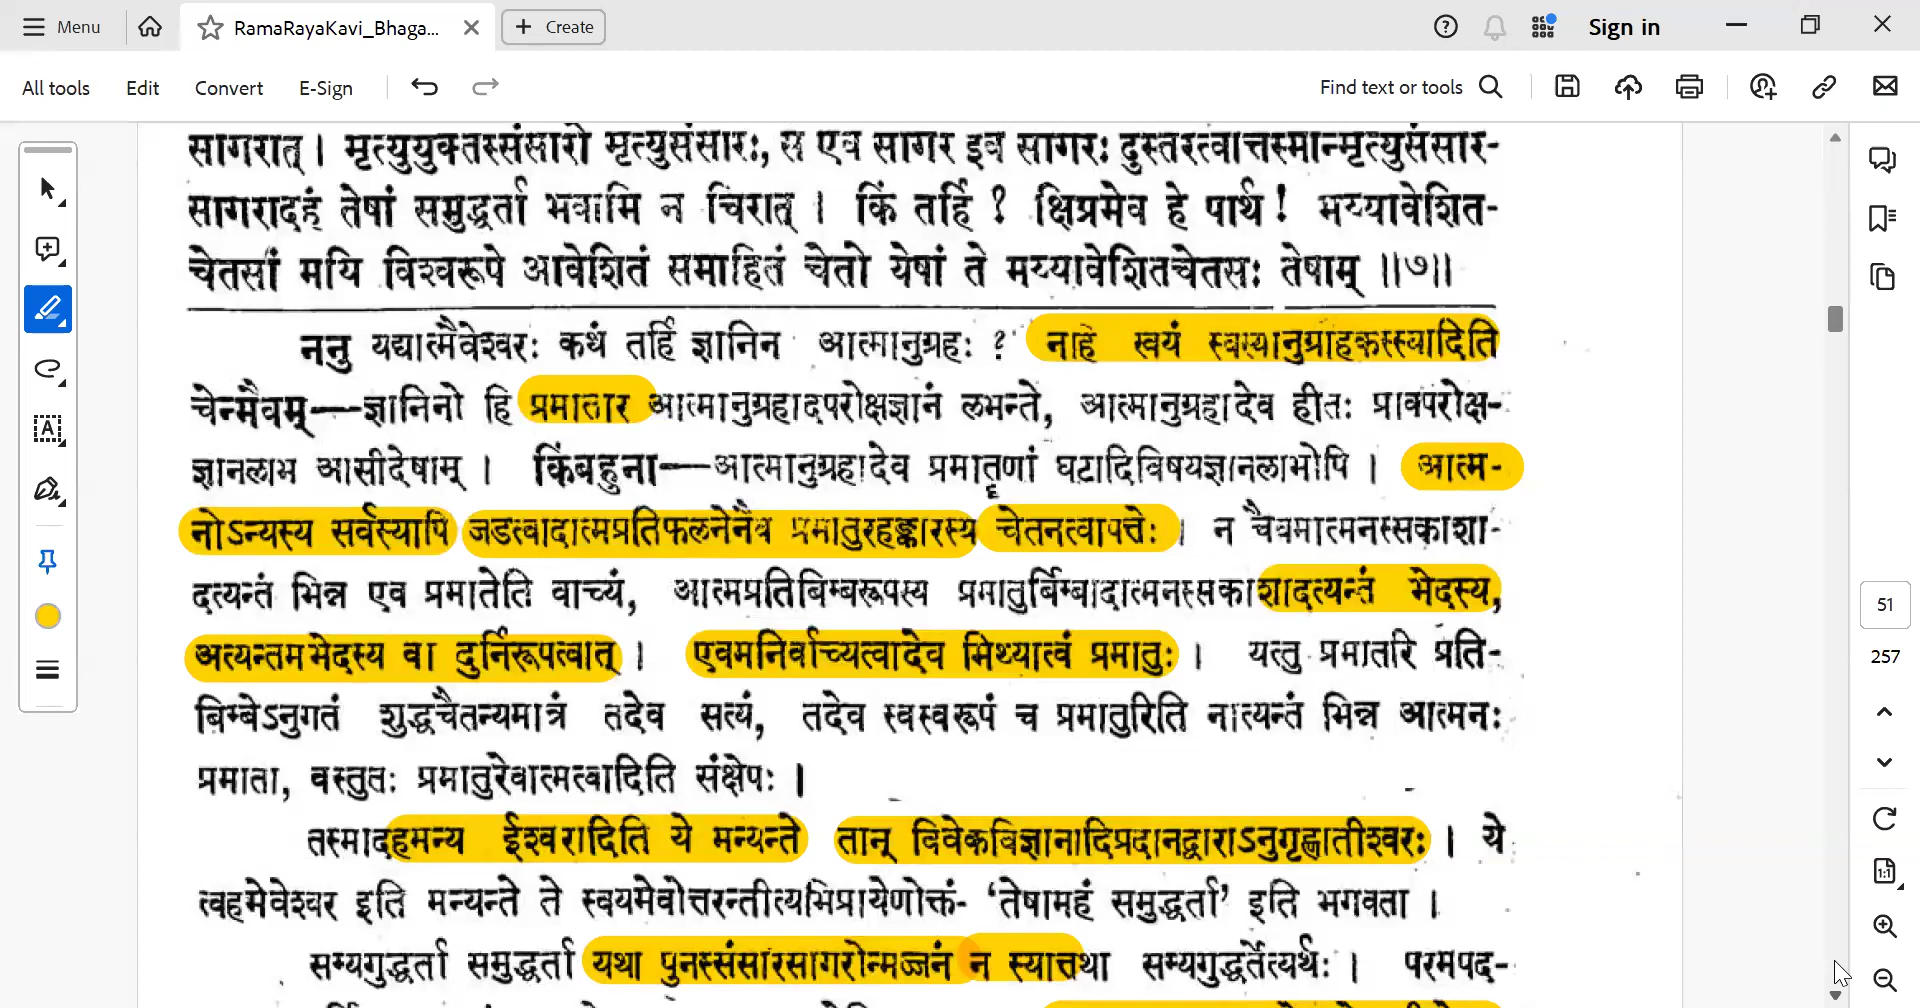 Menu
RamaRayaKavi_Bhaga...
Create
Sign in
All tools
Edit
Convert
E-Sign
Find text or tools
सागरात् । मृत्युयुक्तस्संसारो मृत्युसंसारः, स एव सागर इव सागरः दुस्तरत्वात्तस्मान्मृत्युसंसार-
सागरादहं तेषां समुद्धर्ता भवामि न चिरात् । किं तर्हि ? क्षिप्रमेव हे पार्थ ! मय्यावेशित-
चेतसां मयि विश्वरूपे आवेशितं समाहितं चेतो येषां ते मय्यावेशितचेतसः तेषाम् ॥७॥
ननु यद्यात्मैवेश्वरः कथं तर्हि ज्ञानिन आत्मानुग्रहः ? नहि स्वयं स्वस्यानुग्राहकस्स्यादिति
चेन्मैवम्—ज्ञानिनो हि प्रमातार आत्मानुग्रहादपरोक्षज्ञानं लभन्ते, आत्मानुग्रहादेव हीतः प्राक्परोक्ष-
ज्ञानलाभ आसीदेषाम् । किंबहुना—आत्मानुग्रहादेव प्रमातॄणां घटादिविषयज्ञानलाभोपि । आत्म-
नोऽन्यस्य सर्वस्यापि जडत्वादात्मप्रतिफलनेनैव प्रमातुरहङ्कारस्य चेतनत्वापत्तेः । न चैवमात्मनस्सकाशा-
दत्यन्तं भिन्न एव प्रमातेति वाच्यं, आत्मप्रतिबिम्बरूपस्य प्रमातुर्बिम्बादात्मनस्सकाशादत्यन्तं भेदस्य,
अत्यन्तमभेदस्य वा दुर्निरूपत्वात् । एवमनिर्वाच्यत्वादेव मिथ्यात्वं प्रमातुः । यत्तु प्रमातरि प्रति-
बिम्बेऽनुगतं शुद्धचैतन्यमात्रं तदेव सत्यं, तदेव स्वस्वरूपं च प्रमातुरिति नात्यन्तं भिन्न आत्मनः
प्रमाता, वस्तुतः प्रमातुरेवात्मत्वादिति संक्षेपः ।
तस्मादहमन्य ईश्वरादिति ये मन्यन्ते तान् विवेकविज्ञानादिप्रदानद्वाराऽनुगृह्णातीश्वरः । ये
त्वहमेवेश्वर इति मन्यन्ते ते स्वयमेवोत्तरन्तीत्यभिप्रायेणोक्तं- ‘तेषामहं समुद्धर्ता’ इति भगवता ।
सम्यगुद्धर्ता समुद्धर्ता यथा पुनस्संसारसागरोन्मज्जनं न स्यात्तथा सम्यगुद्धर्तेत्यर्थः । परमपद-
51
257